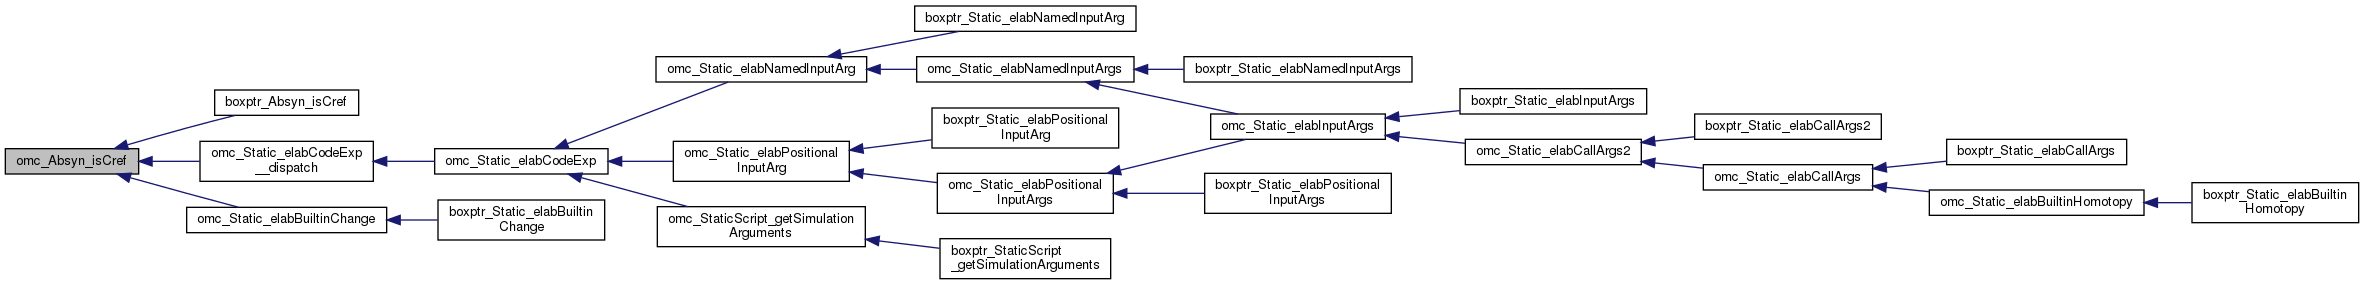 omc_Absyn_isCref
boxptr_Absyn_isCref
omc_Static_elabCodeExp
__dispatch
omc_Static_elabBuiltinChange
omc_Static_elabCodeExp
boxptr_Static_elabBuiltin
Change
omc_Static_elabNamedInputArg
omc_Static_elabPositional
InputArg
omc_StaticScript_getSimulation
Arguments
boxptr_Static_elabNamedInputArg
omc_Static_elabNamedInputArgs
boxptr_Static_elabPositional
InputArg
omc_Static_elabPositional
InputArgs
boxptr_StaticScript
_getSimulationArguments
boxptr_Static_elabNamedInputArgs
omc_Static_elabInputArgs
boxptr_Static_elabPositional
InputArgs
boxptr_Static_elabInputArgs
omc_Static_elabCallArgs2
boxptr_Static_elabCallArgs2
omc_Static_elabCallArgs
boxptr_Static_elabCallArgs
omc_Static_elabBuiltinHomotopy
boxptr_Static_elabBuiltin
Homotopy